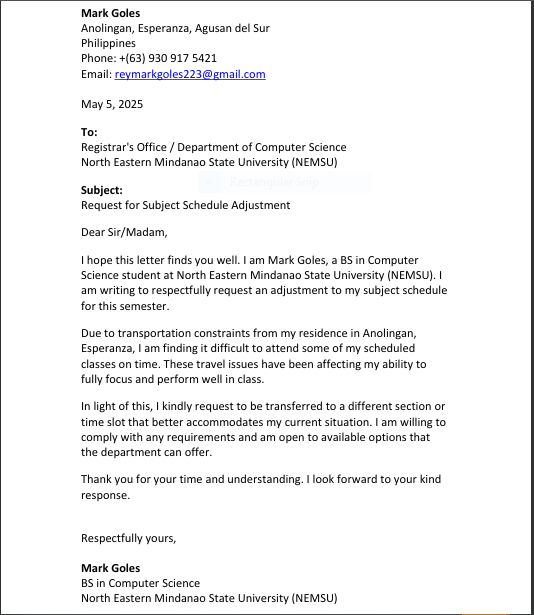 Mark Goles
Anolingan, Esperanza, Agusan del Sur
Philippines
Phone: +(63) 930 917 5421
Email: reymarkgoles223@gmail.com
May 5, 2025
To:
Registrar's Office / Department of Computer Science
North Eastern Mindanao State University (NEMSU)
Rectangular Snip
Subject:
Request for Subject Schedule Adjustment
Dear Sir/Madam,
I hope this letter finds you well. I am Mark Goles, a BS in Computer
Science student at North Eastern Mindanao State University (NEMSU). I
am writing to respectfully request an adjustment to my subject schedule
for this semester.
Due to transportation constraints from my residence in Anolingan,
Esperanza, I am finding it difficult to attend some of my scheduled
classes on time. These travel issues have been affecting my ability to
fully focus and perform well in class.
In light of this, I kindly request to be transferred to a different section or
time slot that better accommodates my current situation. I am willing to
comply with any requirements and am open to available options that
the department can offer.
Thank you for your time and understanding. I look forward to your kind
response.
Respectfully yours,
Mark Goles
BS in Computer Science
North Eastern Mindanao State University (NEMSU)